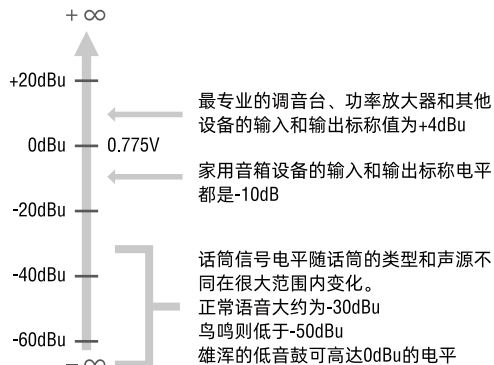 + ∞
+20dBu
最专业的调音台、功率放大器和其他
设备的输入和输出标称值为+4dBu
0dBu
0.775V
家用音箱设备的输入和输出标称电平
都是-10dB
-20dBu
话筒信号电平随话筒的类型和声源不
同在很大范围内变化。
-40dBu
正常语音大约为-30dBu
鸟鸣则低于-50dBu
-60dBu
雄浑的低音鼓可高达0dBu的电平
- ∞